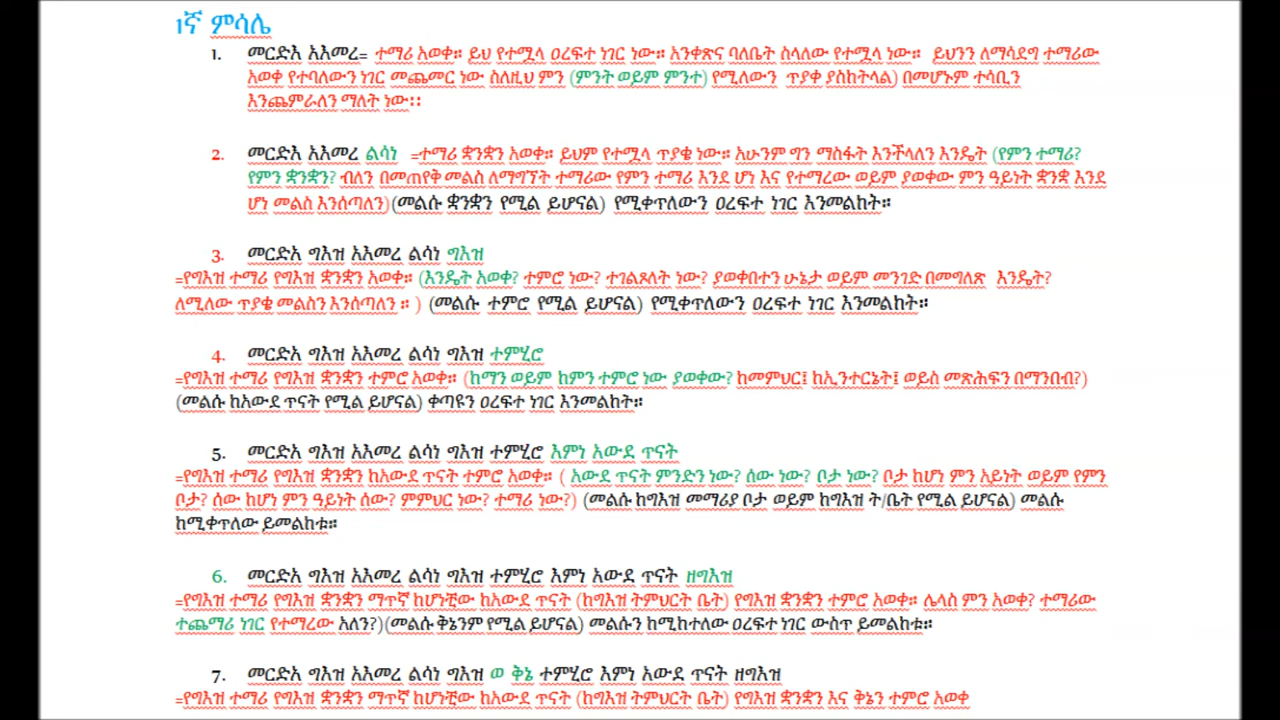 1ኛ ምሳሌ
1. መርድእ አእመረ= ተማሪ አወቀ። ይህ የተሟላ ዐረፍተ ነገር ነው። አንቀጽና ባለቤት ስላለው የተሟላ ነው። ይህንን ለማሳደግ ተማሪው
አወቀ የተባለውን ነገር መጨመር ነው ስለዚህ ምን (ምንት ወይም ምንተ) የሚለውን ጥያቀ ያስከትላል) በመሆኑም ተሳቢን
እንጨምራለን ማለት ነው፡፡
2. መርድእ አእመረ ልሳነ =ተማሪ ቋንቋን አወቀ። ይህም የተሟላ ጥያቄ ነው። አሁንም ግን ማስፋት እንችላለን እንዴት (የምን ተማሪ?
የምን ቋንቋን? ብለን በመጠየቅ መልስ ለማግኘት ተማሪው የምን ተማሪ እንደ ሆነ እና የተማረው ወይም ያወቀው ምን ዓይነት ቋንቋ እንደ
ሆነ መልስ እንሰጣለን)(መልሱ ቋንቋን የሚል ይሆናል) የሚቀጥለውን ዐረፍተ ነገር እንመልከት።
3. መርድአ ግእዝ አእመረ ልሳነ ግእዝ
=የግእዝ ተማሪ የግእዝ ቋንቋን አወቀ። (እንዴት አወቀ? ተምሮ ነው? ተገልጾለት ነው? ያወቀበተን ሁኔታ ወይም መንገድ በመግለጽ እንዴት?
ለሚለው ጥያቄ መልስን እንሰጣለን ። ) (መልሱ ተምሮ የሚል ይሆናል) የሚቀጥለውን ዐረፍተ ነገር እንመልከት።
4. መርድአ ግእዝ አእመረ ልሳነ ግእዝ ተምሂሮ
=የግእዝ ተማሪ የግእዝ ቋንቋን ተምሮ አወቀ። (ከማን ወይም ከምን ተምሮ ነው ያወቀው? ከመምህር፤ ከኢንተርኔት፤ ወይስ መጽሐፍን በማንበብ?)
(መልሱ ከአውደ ጥናት የሚል ይሆናል) ቀጣዩን ዐረፍተ ነገር እንመልከት።
5. መርድአ ግእዝ አእመረ ልሳነ ግእዝ ተምሂሮ እምነ አውደ ጥናት
=የግእዝ ተማሪ የግእዝ ቋንቋን ከአውደ ጥናት ተምሮ አወቀ። ( አውደ ጥናት ምንድን ነው? ሰው ነው? ቦታ ነው? ቦታ ከሆነ ምን አይነት ወይም የምን
ቦታ? ሰው ከሆነ ምን ዓይነት ሰው? ምምህር ነው? ተማሪ ነው?) (መልሱ ከግእዝ መማሪያ ቦታ ወይም ከግእዝ ት/ቤት የሚል ይሆናል) መልሱ
ከሚቀጥለው ይመልከቱ።
6. መርድአ ግእዝ አእመረ ልሳነ ግእዝ ተምሂሮ እምነ አውደ ጥናት ዘግእዝ
=የግእዝ ተማሪ የግእዝ ቋንቋን ማጥኛ ከሆነቺው ከአውደ ጥናት (ከግእዝ ትምህርት ቤት) የግእዝ ቋንቋን ተምሮ አወቀ። ሌላስ ምን አወቀ? ተማሪው
ተጨማሪ ነገር የተማረው አለን?)(መልሱ ቅኔንም የሚል ይሆናል) መልሱን ከሚከተለው ዐረፍተ ነገር ውስጥ ይመልከቱ።
7. መርድአ ግእዝ አእመረ ልሳነ ግእዝ ወ ቅኔ ተምሂሮ እምነ አውደ ጥናት ዘግእዝ
=የግእዝ ተማሪ የግእዝ ቋንቋን ማጥኛ ከሆነቺው ከአውደ ጥናት (ከግእዝ ትምህርት ቤት) የግእዝ ቋንቋን እና ቅኔን ተምሮ አወቀ